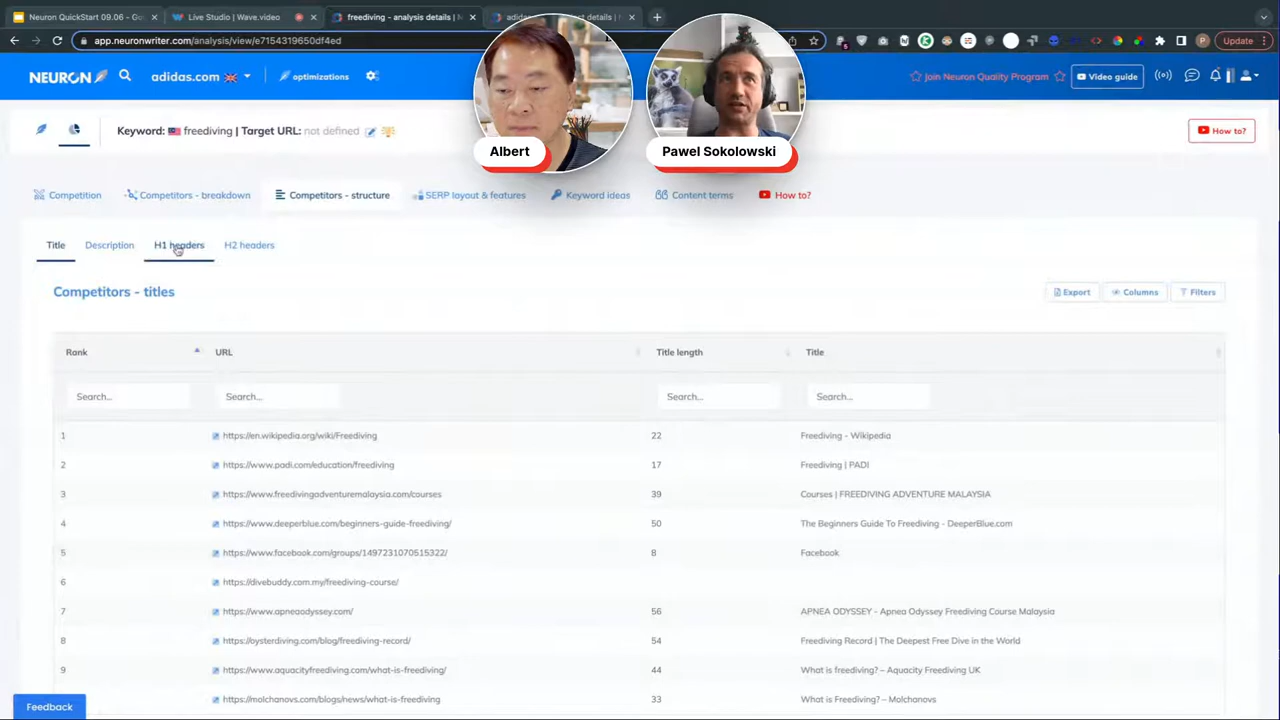 Neuron QuickStart 09.06 - Go
Live Studio | Wave.video
freediving - analysis details | N
adidas
ct details | N
app.neuronwriter.com/analysis/view/e7154319650df4ed
Update
NEURON
adidas.com
optimizations
Join Neuron Quality Program
Video guide
Keyword: freediving | Target URL: not defined
How to?
Albert
Pawel Sokolowski
Competition
Competitors - breakdown
Competitors - structure
SERP layout & features
Keyword ideas
Content terms
How to?
Title
Description
H1 headers
H2 headers
Competitors - titles
Export
Columns
Filters
Rank
URL
Title length
Title
Search...
Search...
Search...
Search...
1 https://en.wikipedia.org/wiki/Freediving 22 Freediving - Wikipedia
2 https://www.padi.com/education/freediving 17 Freediving | PADI
3 https://www.freedivingadventuremalaysia.com/courses 39 Courses | FREEDIVING ADVENTURE MALAYSIA
4 https://www.deeperblue.com/beginners-guide-freediving/ 50 The Beginners Guide To Freediving - DeeperBlue.com
5 https://www.facebook.com/groups/1497231070515322/ 8 Facebook
6 https://divebuddy.com.my/freediving-course/
7 https://www.apneaodyssey.com/ 56 APNEA ODYSSEY - Apnea Odyssey Freediving Course Malaysia
8 https://oysterdiving.com/blog/freediving-record/ 54 Freediving Record | The Deepest Free Dive in the World
9 https://www.aquacityfreediving.com/what-is-freediving/ 44 What is freediving? – Aquacity Freediving UK
https://molchanovs.com/blogs/news/what-is-freediving 33 What is Freediving? – Molchanovs
Feedback